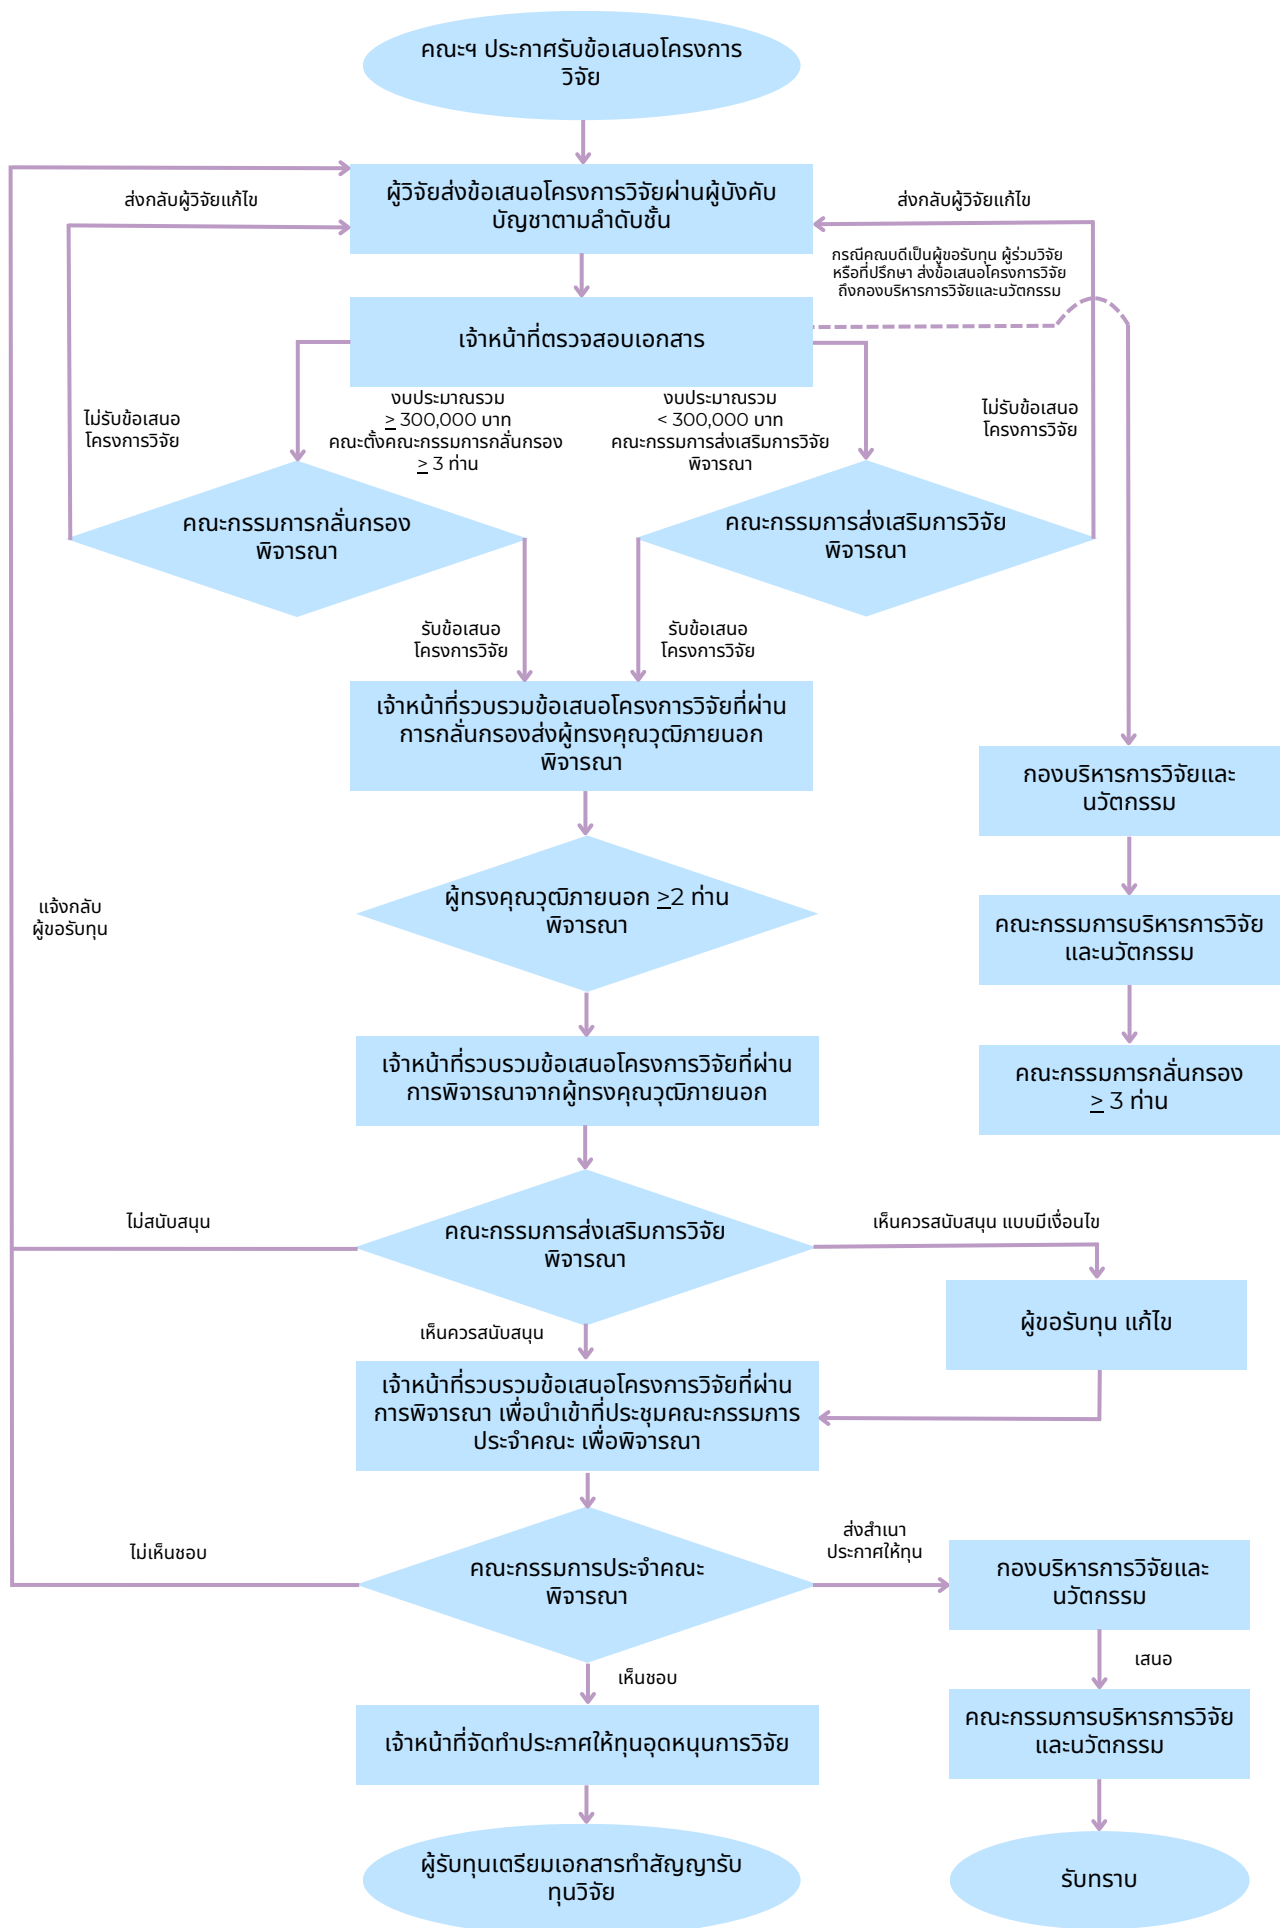 คณะฯ ประกาศรับข้อเสนอโครงการ
วิจัย
ผู้วิจัยส่งข้อเสนอโครงการวิจัยผ่านผู้บังคับ
บัญชาตามลำดับชั้น
ส่งกลับผู้วิจัยแก้ไข
ส่งกลับผู้วิจัยแก้ไข
กรณีคณบดีเป็นผู้ขอรับทุน ผู้ร่วมวิจัย
หรือที่ปรึกษา ส่งข้อเสนอโครงการวิจัย
ถึงกองบริหารการวิจัยและนวัตกรรม
เจ้าหน้าที่ตรวจสอบเอกสาร
ไม่รับข้อเสนอ
โครงการวิจัย
งบประมาณรวม
≥ 300,000 บาท
คณะตั้งคณะกรรมการกลั่นกรอง
≥ 3 ท่าน
งบประมาณรวม
< 300,000 บาท
คณะกรรมการส่งเสริมการวิจัย
พิจารณา
ไม่รับข้อเสนอ
โครงการวิจัย
คณะกรรมการกลั่นกรอง
พิจารณา
คณะกรรมการส่งเสริมการวิจัย
พิจารณา
รับข้อเสนอ
โครงการวิจัย
รับข้อเสนอ
โครงการวิจัย
เจ้าหน้าที่รวบรวมข้อเสนอโครงการวิจัยที่ผ่าน
การกลั่นกรองส่งผู้ทรงคุณวุฒิภายนอก
พิจารณา
กองบริหารการวิจัยและ
นวัตกรรม
ผู้ทรงคุณวุฒิภายนอก ≥2 ท่าน
พิจารณา
แจ้งกลับ
ผู้ขอรับทุน
คณะกรรมการบริหารการวิจัย
และนวัตกรรม
เจ้าหน้าที่รวบรวมข้อเสนอโครงการวิจัยที่ผ่าน
การพิจารณาจากผู้ทรงคุณวุฒิภายนอก
คณะกรรมการกลั่นกรอง
≥ 3 ท่าน
ไม่สนับสนุน
คณะกรรมการส่งเสริมการวิจัย
พิจารณา
เห็นควรสนับสนุน แบบมีเงื่อนไข
เห็นควรสนับสนุน
ผู้ขอรับทุน แก้ไข
เจ้าหน้าที่รวบรวมข้อเสนอโครงการวิจัยที่ผ่าน
การพิจารณา เพื่อนำเข้าที่ประชุมคณะกรรมการ
ประจำคณะ เพื่อพิจารณา
ไม่เห็นชอบ
คณะกรรมการประจำคณะ
พิจารณา
ส่งสำเนา
ประกาศให้ทุน
กองบริหารการวิจัยและ
นวัตกรรม
เห็นชอบ
เสนอ
เจ้าหน้าที่จัดทำประกาศให้ทุนอุดหนุนการวิจัย
คณะกรรมการบริหารการวิจัย
และนวัตกรรม
ผู้รับทุนเตรียมเอกสารทำสัญญารับ
ทุนวิจัย
รับทราบ